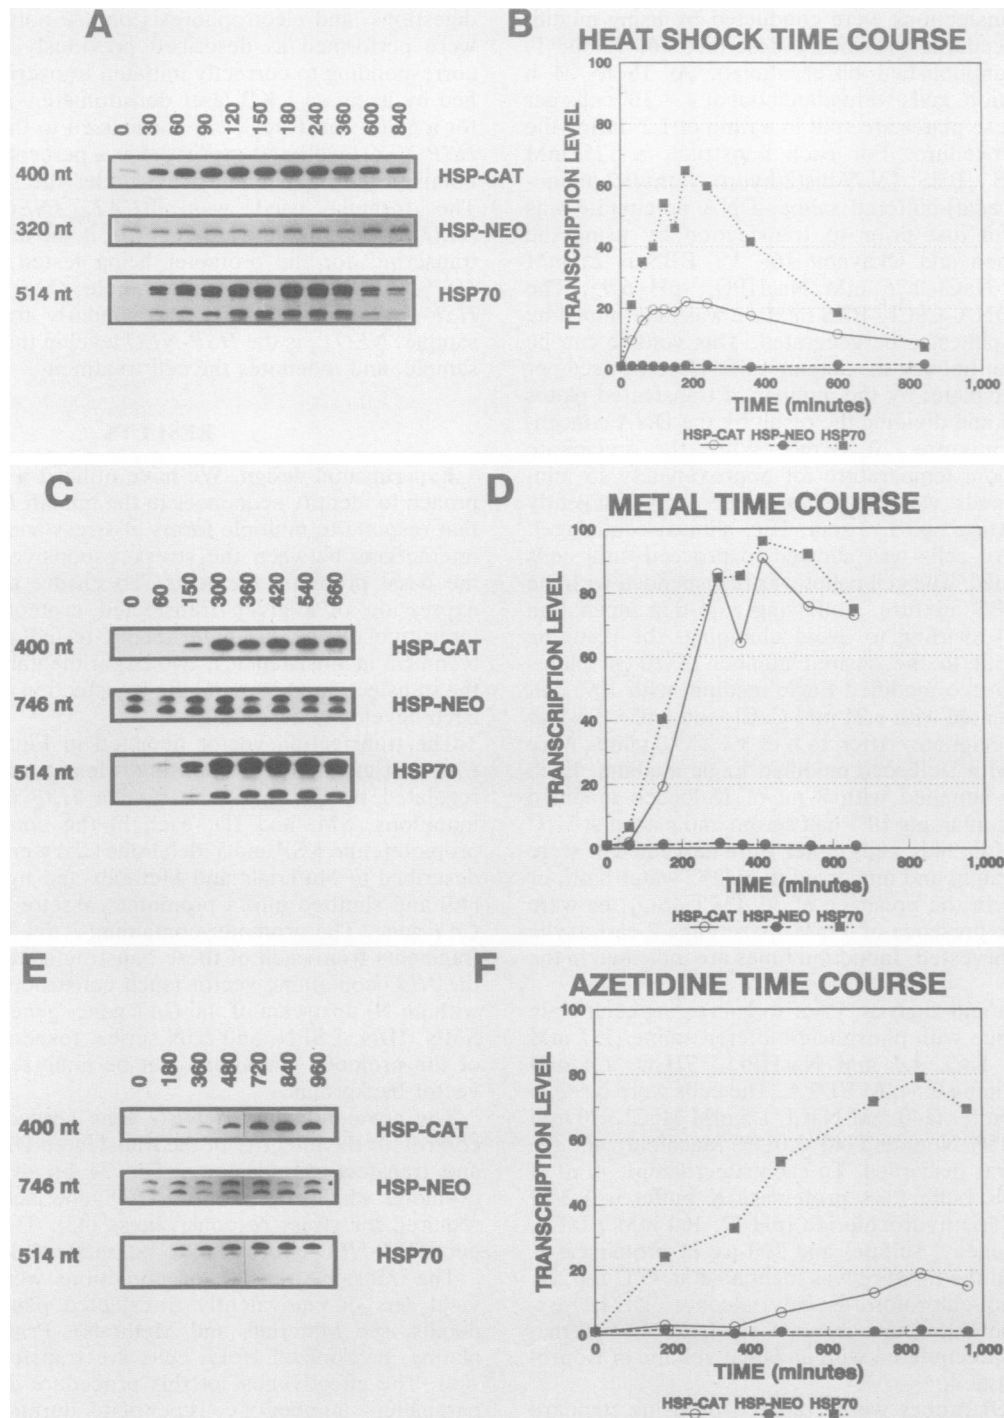 A
0 30 60 90 120 150 180 240 360 600 840
400 nt HSP-CAT
320 nt HSP-NEO
514 nt HSP70
B
HEAT SHOCK TIME COURSE
TRANSCRIPTION LEVEL
100
80
60
40
20
0
0 200 400 600 800 1,000
TIME (minutes)
HSP-CAT HSP-NEO HSP70
C
0 60 150 300 360 420 540 660
400 nt HSP-CAT
746 nt HSP-NEO
514 nt HSP70
D
METAL TIME COURSE
TRANSCRIPTION LEVEL
100
80
60
40
20
0
0 200 400 600 800 1,000
TIME (minutes)
HSP-CAT HSP-NEO HSP70
E
0 180 360 480 720 840 960
400 nt HSP-CAT
746 nt HSP-NEO
514 nt HSP70
F
AZETIDINE TIME COURSE
TRANSCRIPTION LEVEL
100
80
60
40
20
0
0 200 400 600 800 1,000
TIME (minutes)
HSP-CAT HSP-NEO HSP70